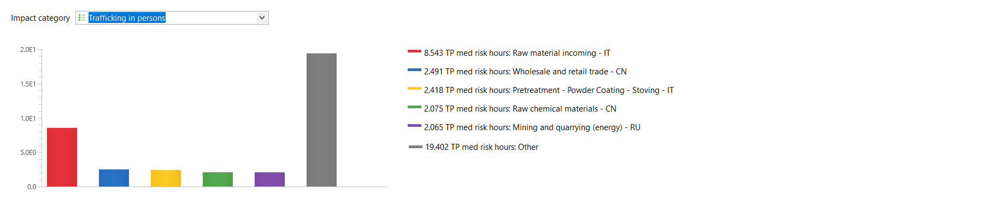 Impact category Trafficking in persons
2.0E1
1.5E1
1.0E1
5.0E0
0.0
8.543 TP med risk hours: Raw material incoming - IT
2.491 TP med risk hours: Wholesale and retail trade - CN
2.418 TP med risk hours: Pretreatment - Powder Coating - Stoving - IT
2.075 TP med risk hours: Raw chemical materials - CN
2.065 TP med risk hours: Mining and quarrying (energy) - RU
19.402 TP med risk hours: Other